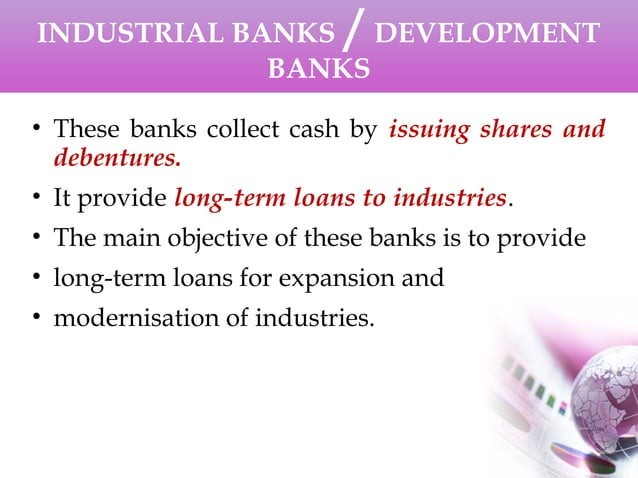 INDUSTRIAL BANKS / DEVELOPMENT
BANKS
• These banks collect cash by issuing shares and
debentures.
• It provide long-term loans to industries.
• The main objective of these banks is to provide
• long-term loans for expansion and
• modernisation of industries.